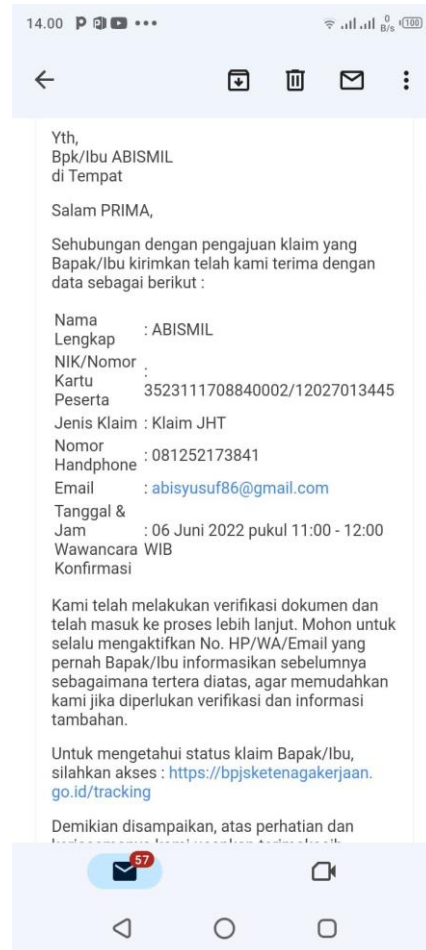 14.00
0
B/s
100
Yth,
Bpk/Ibu ABISMIL
di Tempat
Salam PRIMA,
Sehubungan dengan pengajuan klaim yang
Bapak/Ibu kirimkan telah kami terima dengan
data sebagai berikut :
Nama
Lengkap : ABISMIL
NIK/Nomor
Kartu
Peserta : 3523111708840002/12027013445
Jenis Klaim : Klaim JHT
Nomor
Handphone : 081252173841
Email : abisyusuf86@gmail.com
Tanggal &
Jam : 06 Juni 2022 pukul 11:00 - 12:00
Wawancara WIB
Konfirmasi
Kami telah melakukan verifikasi dokumen dan
telah masuk ke proses lebih lanjut. Mohon untuk
selalu mengaktifkan No. HP/WA/Email yang
pernah Bapak/Ibu informasikan sebelumnya
sebagaimana tertera diatas, agar memudahkan
kami jika diperlukan verifikasi dan informasi
tambahan.
Untuk mengetahui status klaim Bapak/Ibu,
silahkan akses : https://bpjsketenagakerjaan.
go.id/tracking
Demikian disampaikan, atas perhatian dan
57